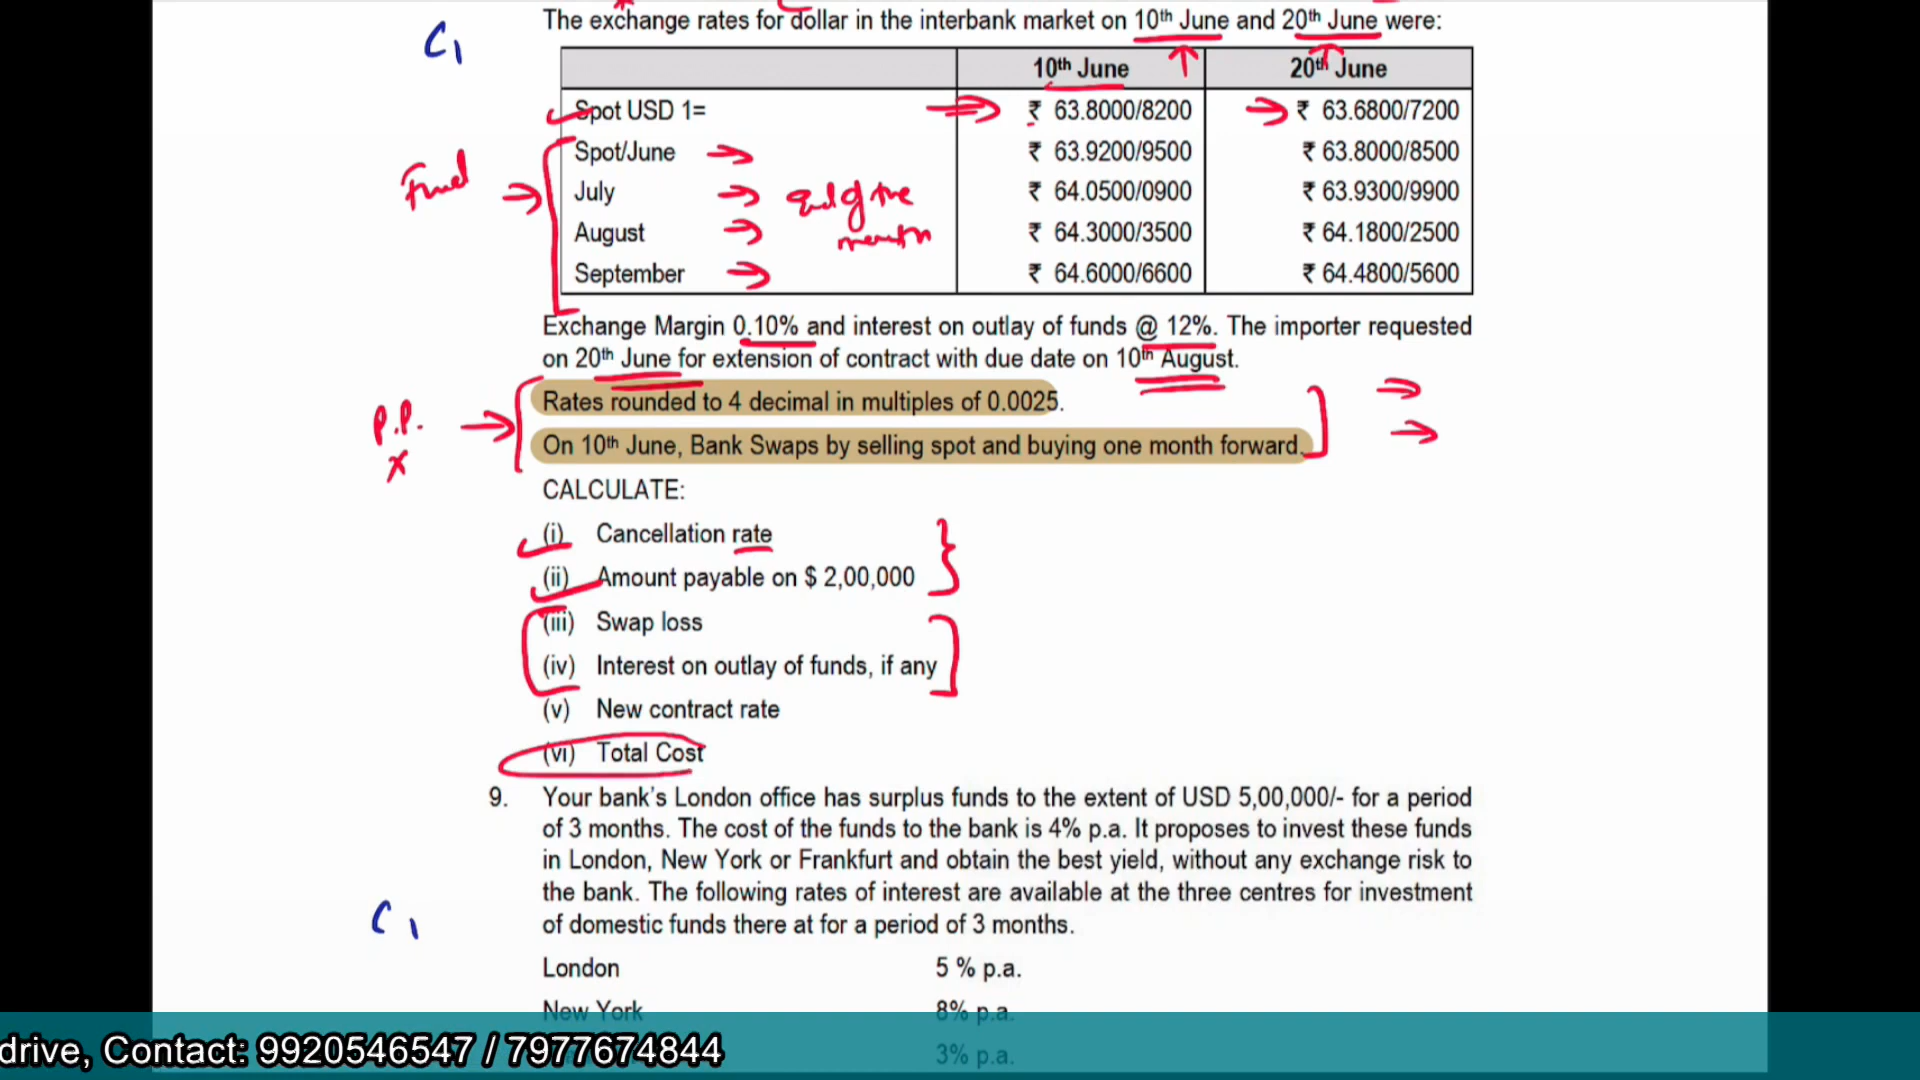 The exchange rates for dollar in the interbank market on 10th June and 20th June were:
C1
10th June 20th June
Spot USD 1= ₹ 63.8000/8200 ₹ 63.6800/7200
Spot/June ₹ 63.9200/9500 ₹ 63.8000/8500
July ₹ 64.0500/0900 ₹ 63.9300/9900
August ₹ 64.3000/3500 ₹ 64.1800/2500
September ₹ 64.6000/6600 ₹ 64.4800/5600
end of the
month
Exchange Margin 0.10% and interest on outlay of funds @ 12%. The importer requested
on 20th June for extension of contract with due date on 10th August.
Rates rounded to 4 decimal in multiples of 0.0025.
P.P.
x
On 10th June, Bank Swaps by selling spot and buying one month forward.
CALCULATE:
(i) Cancellation rate
(ii) Amount payable on $ 2,00,000
(iii) Swap loss
(iv) Interest on outlay of funds, if any
(v) New contract rate
(vi) Total Cost
9. Your bank's London office has surplus funds to the extent of USD 5,00,000/- for a period
of 3 months. The cost of the funds to the bank is 4% p.a. It proposes to invest these funds
in London, New York or Frankfurt and obtain the best yield, without any exchange risk to
the bank. The following rates of interest are available at the three centres for investment
of domestic funds there at for a period of 3 months.
C1
London 5 % p.a.
New York 8% p.a.
3% p.a.
drive, Contact: 9920546547 / 7977674844